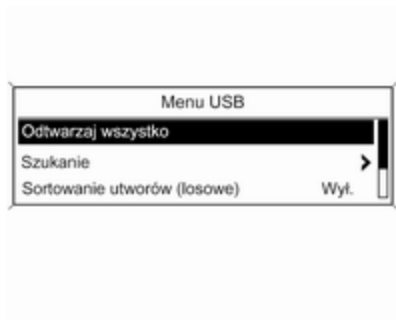 Menu USB
Odtwarzaj wszystko
Szukanie
Sortowanie utworów (losowe) Wył.